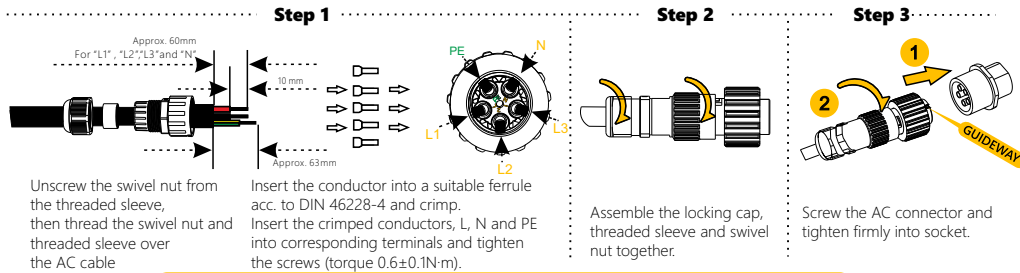 Step 1
Step 2
Step 3
Approx. 60mm
For "L1" , "L2","L3"and "N"
10 mm
Approx. 63mm
PE
N
L1
L2
L3
1
2
GUIDEWAY
Unscrew the swivel nut from
the threaded sleeve,
then thread the swivel nut and
threaded sleeve over
the AC cable
Insert the conductor into a suitable ferrule
acc. to DIN 46228-4 and crimp.
Insert the crimped conductors, L, N and PE
into corresponding terminals and tighten
the screws (torque 0.6±0.1N·m).
Assemble the locking cap,
threaded sleeve and swivel
nut together.
Screw the AC connector and
tighten firmly into socket.